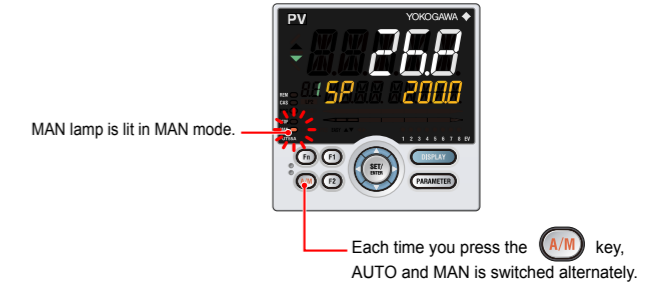 PV
YOKOGAWA
26.8
REM
CAS
SP 200.0
MAN lamp is lit in MAN mode.
1 2 3 4 5 6 7 8 EV
Fn F1 SET/ DISPLAY
ENTER
A/M F2 PARAMETER
Each time you press the A/M key,
AUTO and MAN is switched alternately.